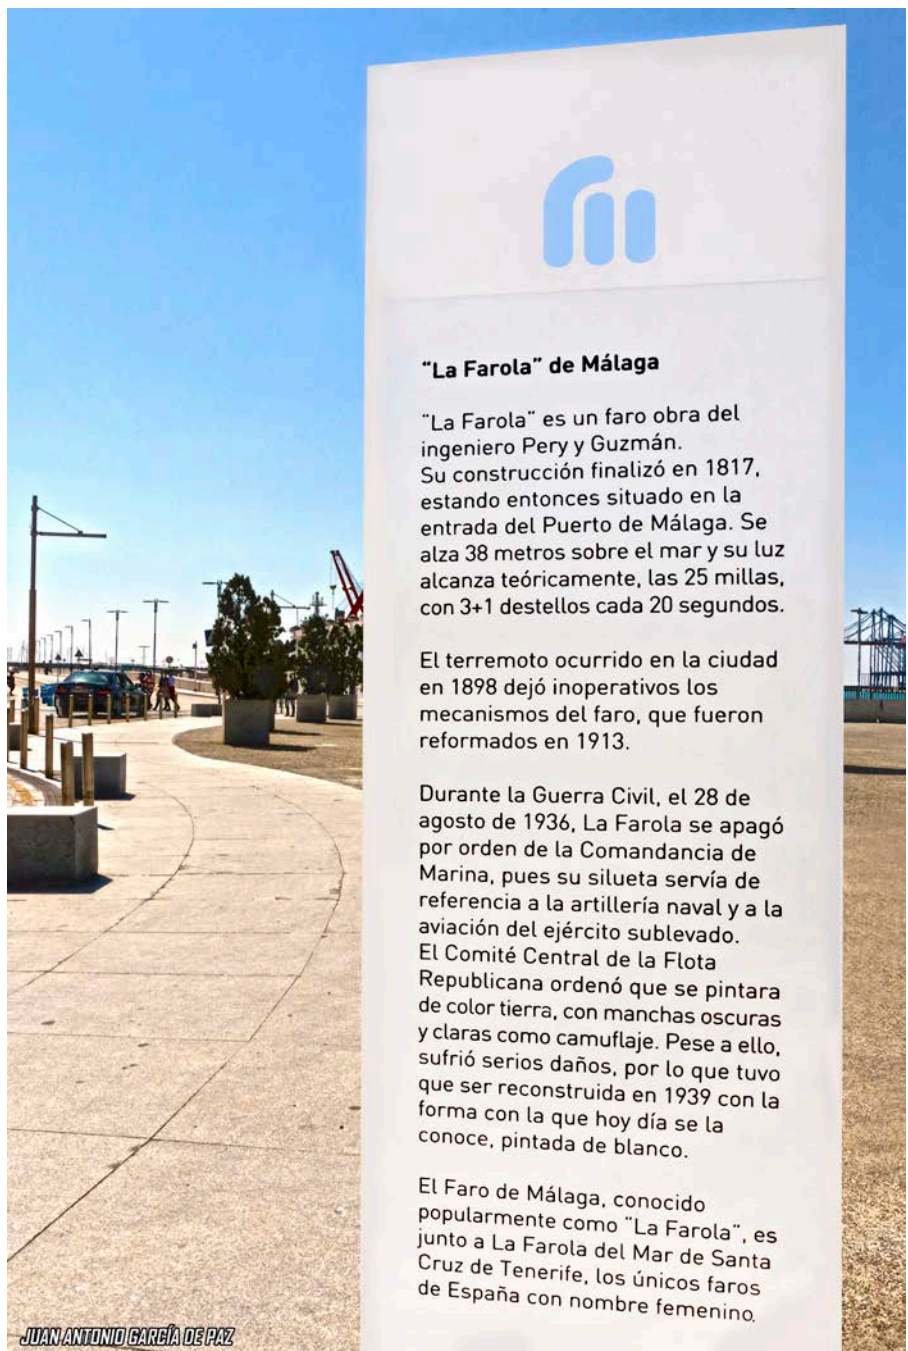 “La Farola” de Málaga
“La Farola” es un faro obra del
ingeniero Pery y Guzmán.
Su construcción finalizó en 1817,
estando entonces situado en la
entrada del Puerto de Málaga. Se
alza 38 metros sobre el mar y su luz
alcanza teóricamente, las 25 millas,
con 3+1 destellos cada 20 segundos.
El terremoto ocurrido en la ciudad
en 1898 dejó inoperativos los
mecanismos del faro, que fueron
reformados en 1913.
Durante la Guerra Civil, el 28 de
agosto de 1936, La Farola se apagó
por orden de la Comandancia de
Marina, pues su silueta servía de
referencia a la artillería naval y a la
aviación del ejército sublevado.
El Comité Central de la Flota
Republicana ordenó que se pintara
de color tierra, con manchas oscuras
y claras como camuflaje. Pese a ello,
sufrió serios daños, por lo que tuvo
que ser reconstruida en 1939 con la
forma con la que hoy día se la
conoce, pintada de blanco.
El Faro de Málaga, conocido
popularmente como “La Farola”, es
junto a La Farola del Mar de Santa
Cruz de Tenerife, los únicos faros
de España con nombre femenino.
JUAN ANTONIO GARCÍA DE PAZ